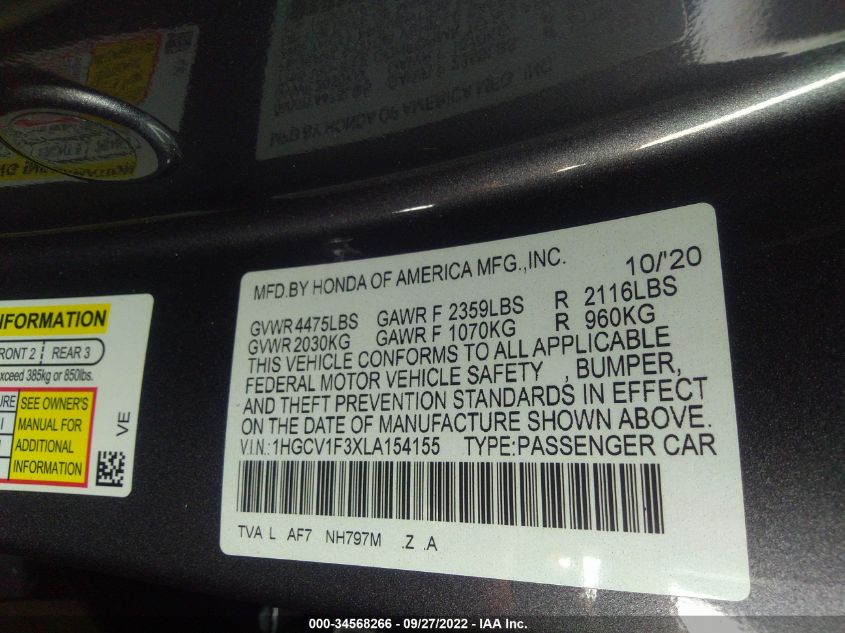 MFD.BY HONDA OF AMERICA MFG.,INC. 10/'20
GVWR 4475LBS GAWR F 2359LBS R 2116LBS
GVWR 2030KG GAWR F 1070KG R 960KG
THIS VEHICLE CONFORMS TO ALL APPLICABLE
FEDERAL MOTOR VEHICLE SAFETY , BUMPER,
AND THEFT PREVENTION STANDARDS IN EFFECT
ON THE DATE OF MANUFACTURE SHOWN ABOVE.
V.I.N.:1HGCV1F3XLA154155 TYPE:PASSENGER CAR
TVA L AF7 NH797M .Z .A
INFORMATION
FRONT 2 REAR 3
exceed 385kg or 850lbs.
SEE OWNER'S
MANUAL FOR
ADDITIONAL
INFORMATION
VE
000-34568266 - 09/27/2022 - IAA Inc.